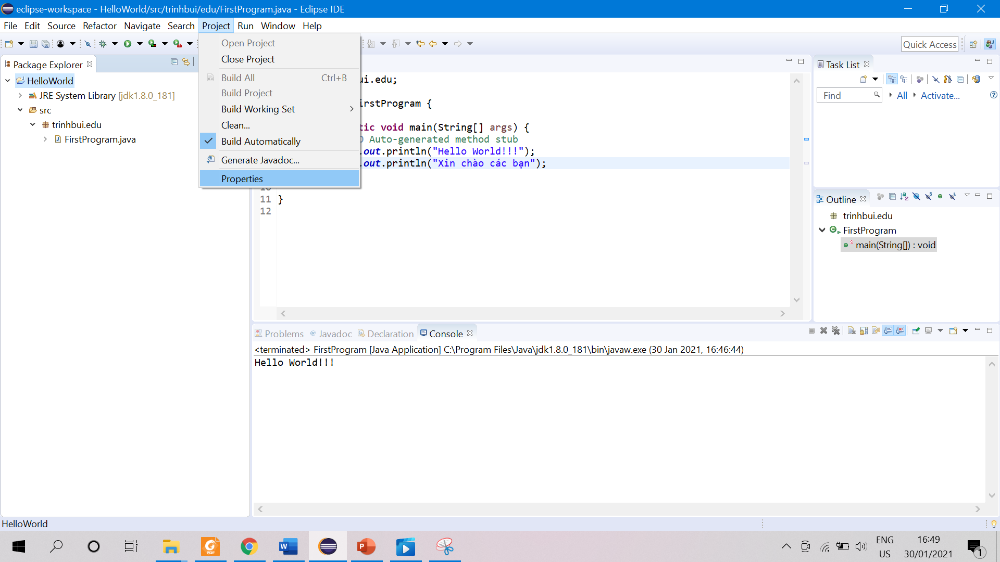 eclipse-workspace - HelloWorld/src/trinhbui/edu/FirstProgram.java - Eclipse IDE
File Edit Source Refactor Navigate Search Project Run Window Help
Quick Access
Package Explorer
HelloWorld
JRE System Library [jdk1.8.0_181]
src
trinhbui.edu
FirstProgram.java
Open Project
Close Project
Build All Ctrl+B
Build Project
Build Working Set
Clean...
Build Automatically
Generate Javadoc...
Properties
ui.edu;
irstProgram {
tic void main(String[] args) {
Auto-generated method stub
.out.println("Hello World!!!");
.out.println("Xin chào các bạn");
10
11 }
12
Task List
Find All Activate...
Outline
trinhbui.edu
FirstProgram
main(String[]) : void
Problems Javadoc Declaration Console
<terminated> FirstProgram [Java Application] C:\Program Files\Java\jdk1.8.0_181\bin\javaw.exe (30 Jan 2021, 16:46:44)
Hello World!!!
HelloWorld
ENG
US
16:49
30/01/2021
1